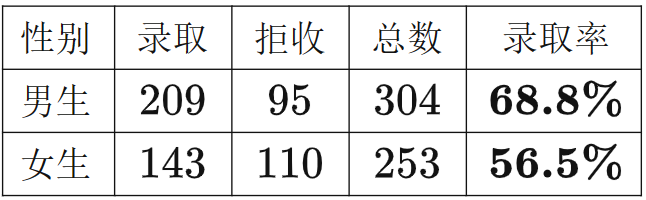 性别 录取 拒收 总数 录取率
男生 209 95 304 68.8%
女生 143 110 253 56.5%